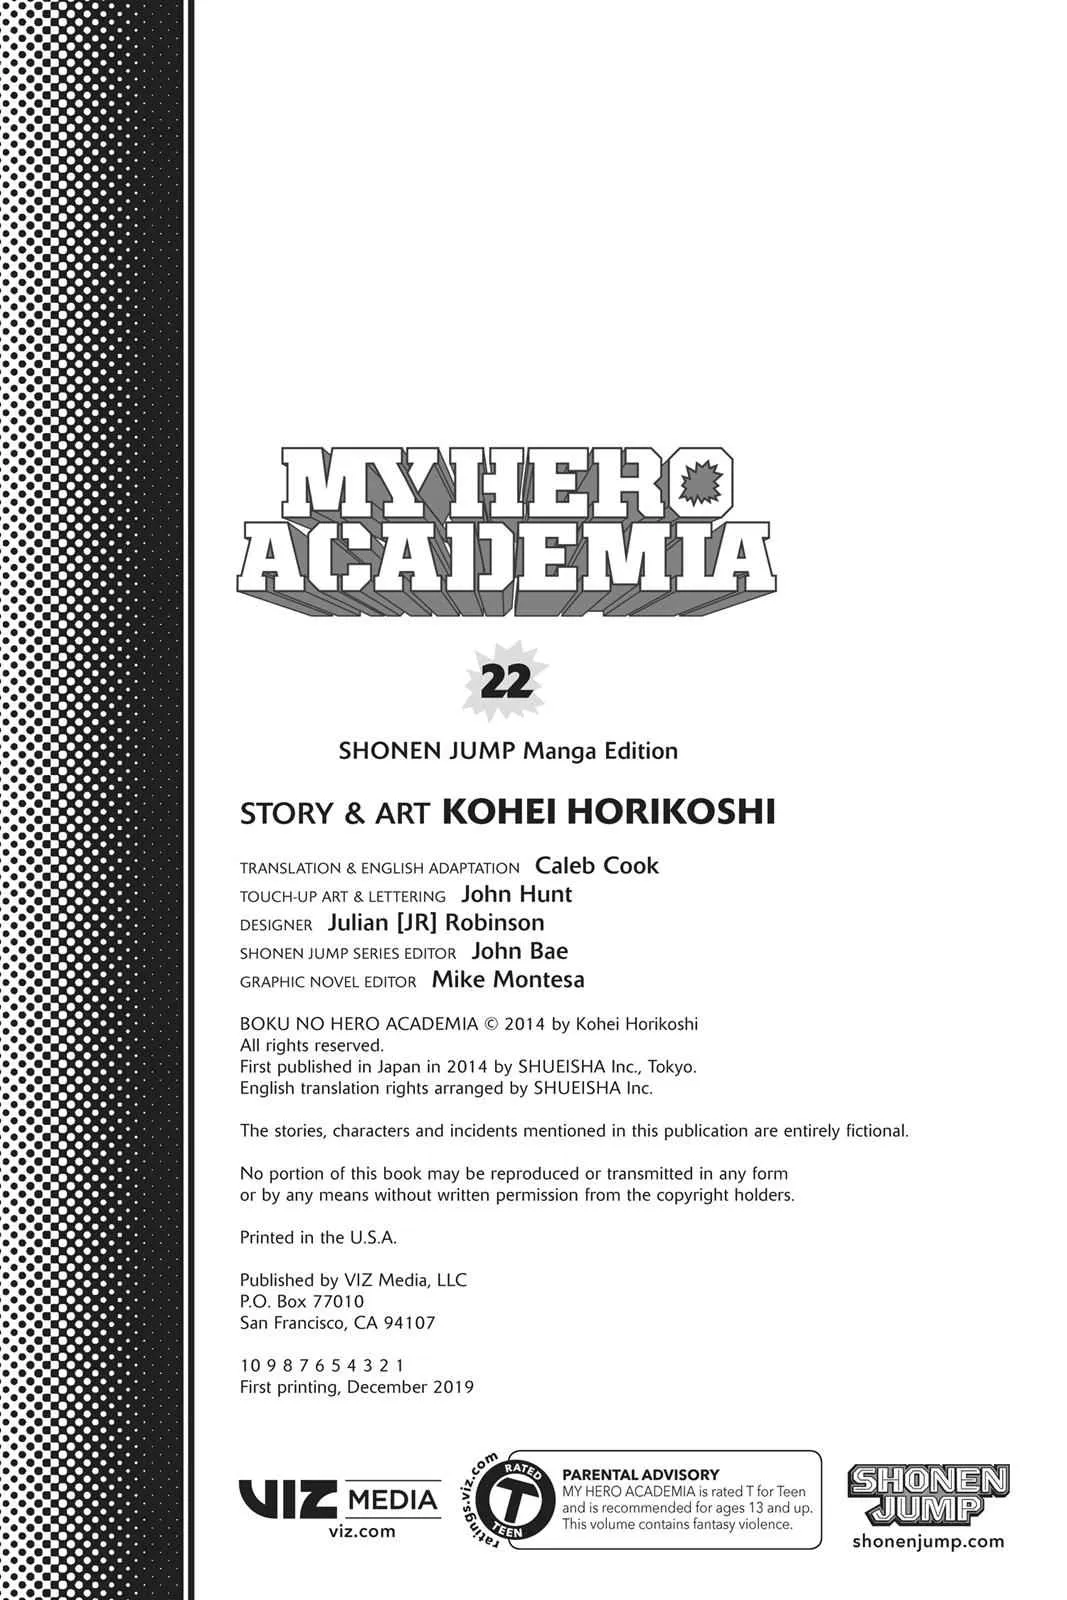 MY HERO
ACADEMIA
22
SHONEN JUMP Manga Edition
STORY & ART KOHEI HORIKOSHI
TRANSLATION & ENGLISH ADAPTATION Caleb Cook
TOUCH-UP ART & LETTERING John Hunt
DESIGNER Julian [JR] Robinson
SHONEN JUMP SERIES EDITOR John Bae
GRAPHIC NOVEL EDITOR Mike Montesa
BOKU NO HERO ACADEMIA © 2014 by Kohei Horikoshi
All rights reserved.
First published in Japan in 2014 by SHUEISHA Inc., Tokyo.
English translation rights arranged by SHUEISHA Inc.
The stories, characters and incidents mentioned in this publication are entirely fictional.
No portion of this book may be reproduced or transmitted in any form
or by any means without written permission from the copyright holders.
Printed in the U.S.A.
Published by VIZ Media, LLC
P.O. Box 77010
San Francisco, CA 94107
10 9 8 7 6 5 4 3 2 1
First printing, December 2019
VIZ MEDIA
viz.com
ratings.viz.com
RATED
T
TEEN
PARENTAL ADVISORY
MY HERO ACADEMIA is rated T for Teen
and is recommended for ages 13 and up.
This volume contains fantasy violence.
SHONEN
JUMP
shonenjump.com